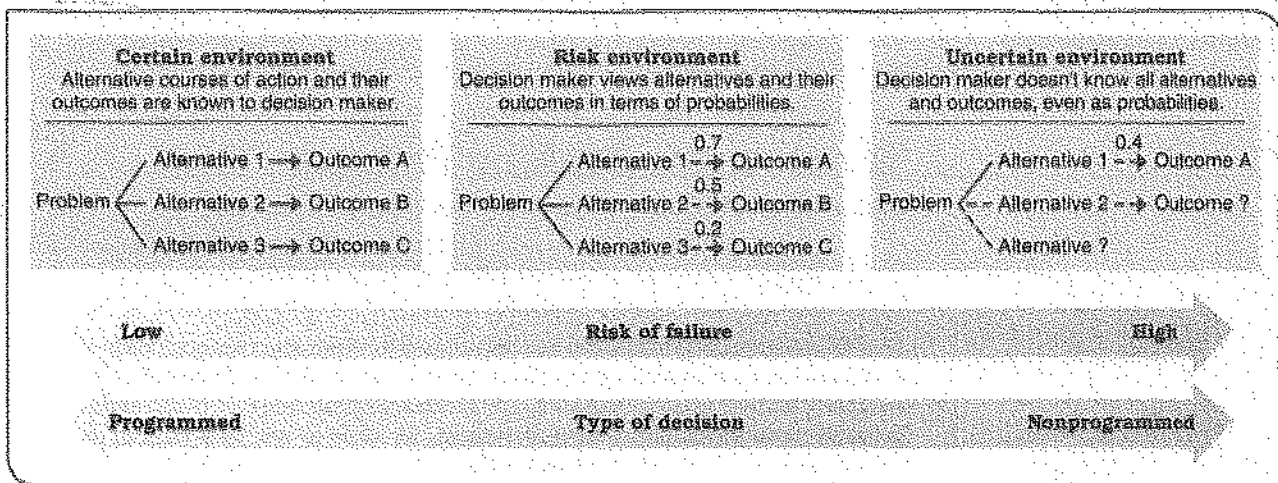 Certain environment
Alternative courses of action and their
outcomes are known to decision maker.
Problem
Alternative 1 → Outcome A
Alternative 2 → Outcome B
Alternative 3 → Outcome C
Risk environment
Decision maker views alternatives and their
outcomes in terms of probabilities.
Problem
0.7
Alternative 1 → Outcome A
0.5
Alternative 2 → Outcome B
0.2
Alternative 3 → Outcome C
Uncertain environment
Decision maker doesn't know all alternatives
and outcomes, even as probabilities.
Problem
0.4
Alternative 1 → Outcome A
Alternative 2 → Outcome ?
Alternative ?
Low Risk of failure High
Programmed Type of decision Nonprogrammed